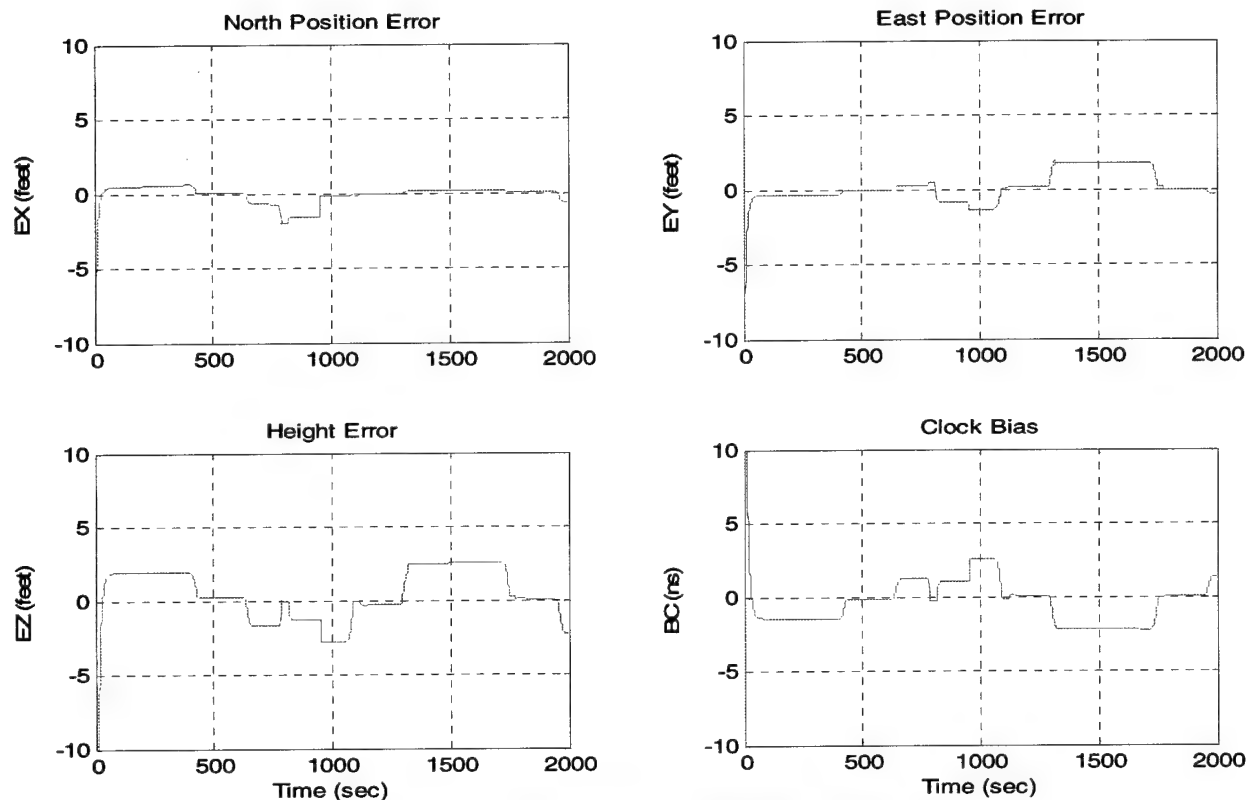 North Position Error
10
5
0
-5
-10
EX (feet)
0 500 1000 1500 2000
East Position Error
10
5
0
-5
-10
EY (feet)
0 500 1000 1500 2000
Height Error
10
5
0
-5
-10
EZ (feet)
0 500 1000 1500 2000
Time (sec)
Clock Bias
10
5
0
-5
-10
BC (ns)
0 500 1000 1500 2000
Time (sec)